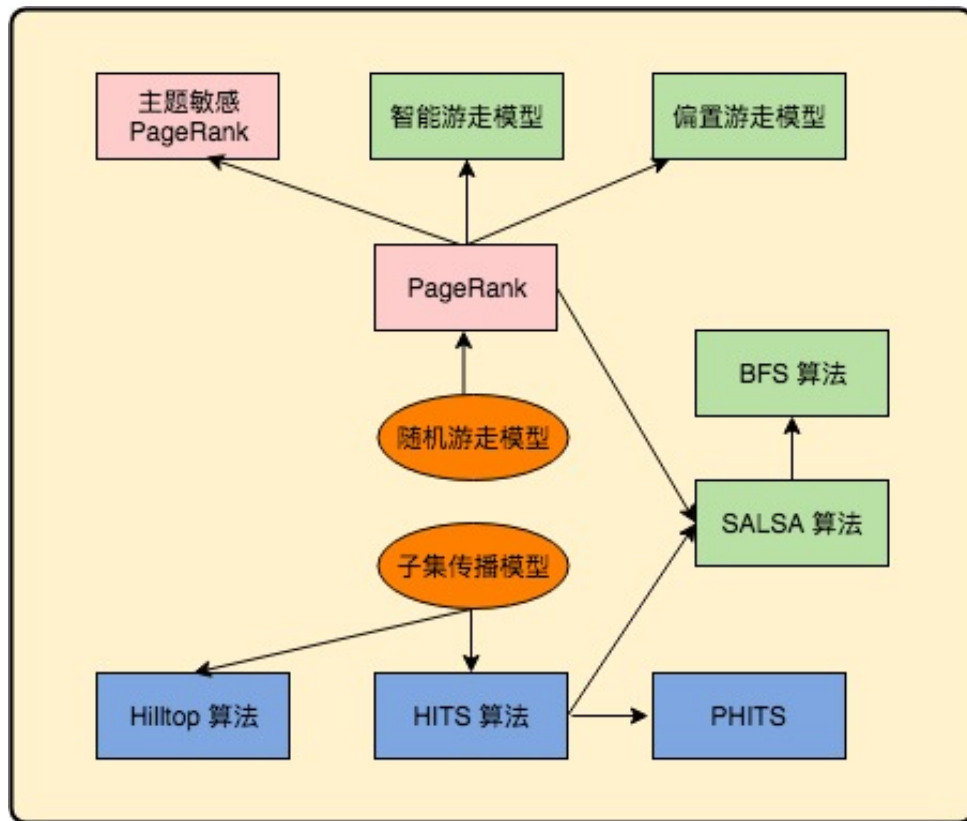 主题敏感
PageRank
智能游走模型
偏置游走模型
PageRank
BFS 算法
随机游走模型
SALSA 算法
子集传播模型
Hilltop 算法
HITS 算法
PHITS